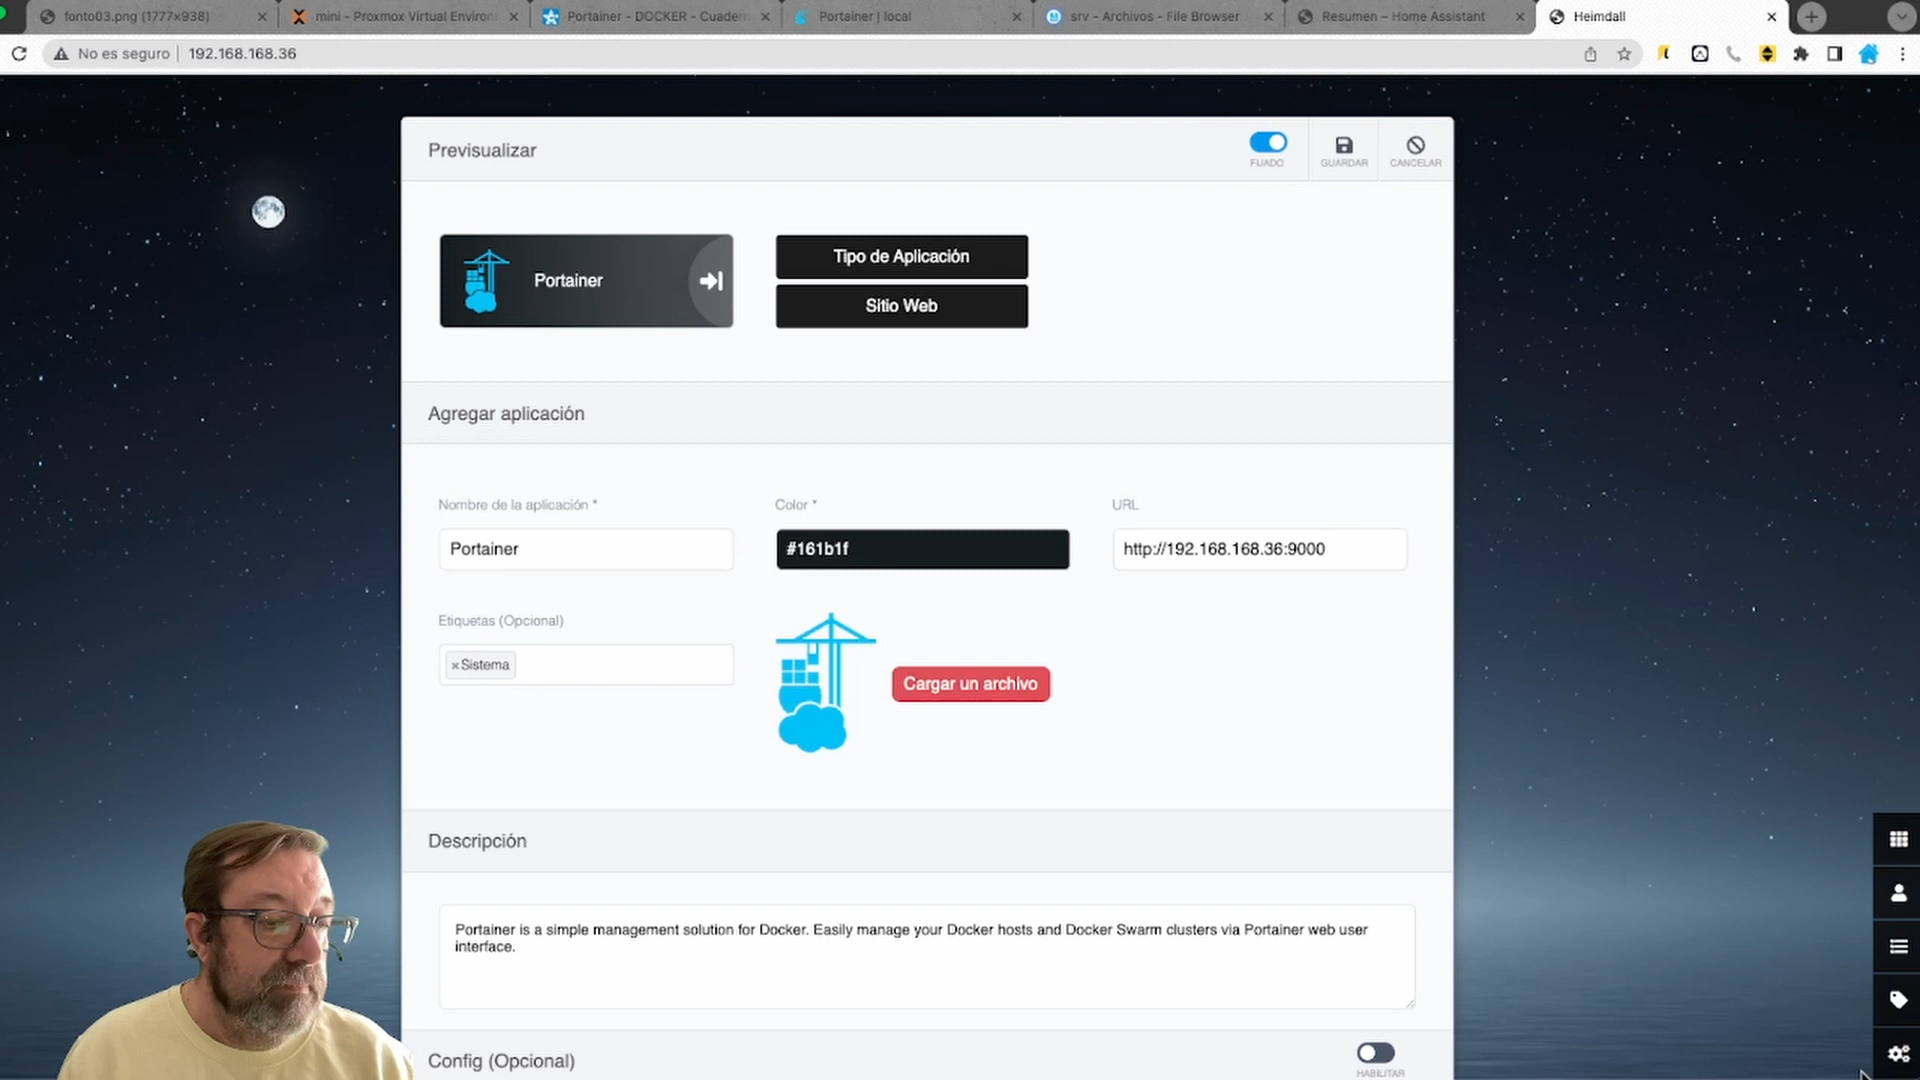 fonto03.png (1777×938)
mini - Proxmox Virtual Environ
Portainer - DOCKER - Cuadern
Portainer | local
srv - Archivos - File Browser
Resumen – Home Assistant
Heimdall
No es seguro
192.168.168.36
Previsualizar
FIJADO
GUARDAR
CANCELAR
Portainer
Tipo de Aplicación
Sitio Web
Agregar aplicación
Nombre de la aplicación *
Color *
URL
Portainer
#161b1f
http://192.168.168.36:9000
Etiquetas (Opcional)
×Sistema
Cargar un archivo
Descripción
Portainer is a simple management solution for Docker. Easily manage your Docker hosts and Docker Swarm clusters via Portainer web user
interface.
Config (Opcional)
HABILITAR